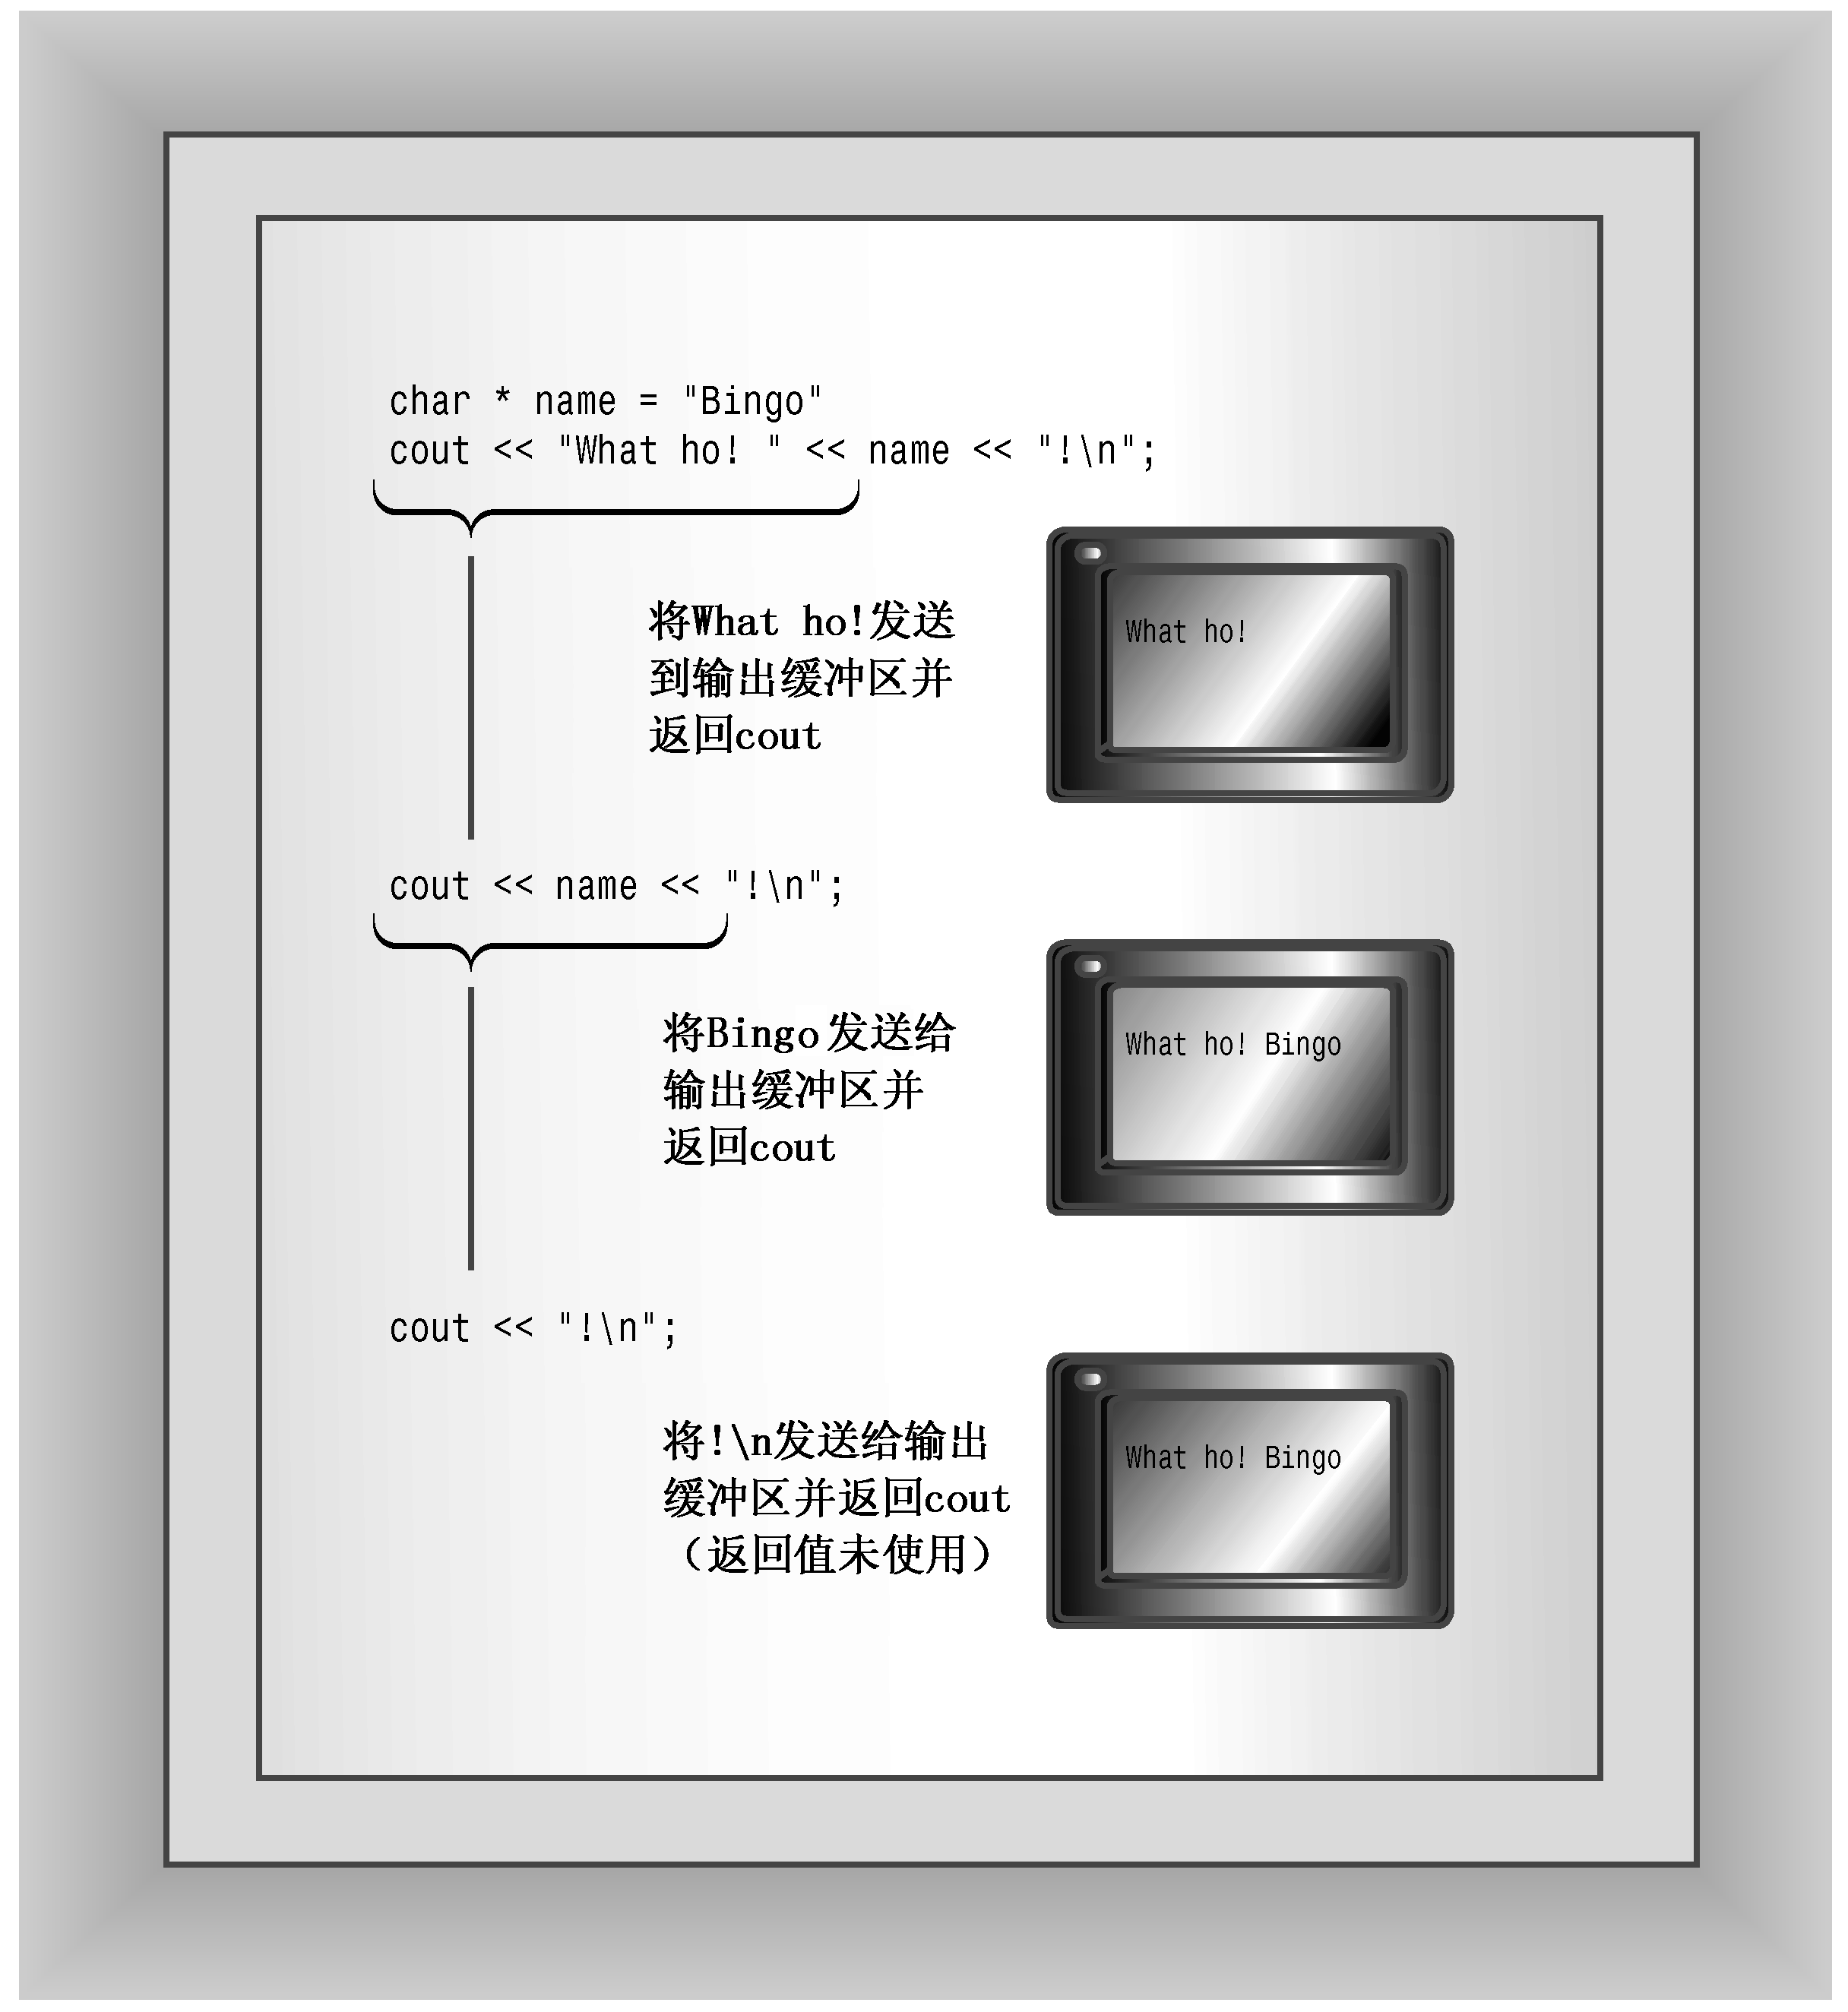 char * name = "Bingo"
cout << "What ho! " << name << "!\n";
将What ho!发送
到输出缓冲区并
返回cout
What ho!
cout << name << "!\n";
将Bingo发送给
输出缓冲区并
返回cout
What ho! Bingo
cout << "!\n";
将!\n发送给输出
缓冲区并返回cout
（返回值未使用）
What ho! Bingo